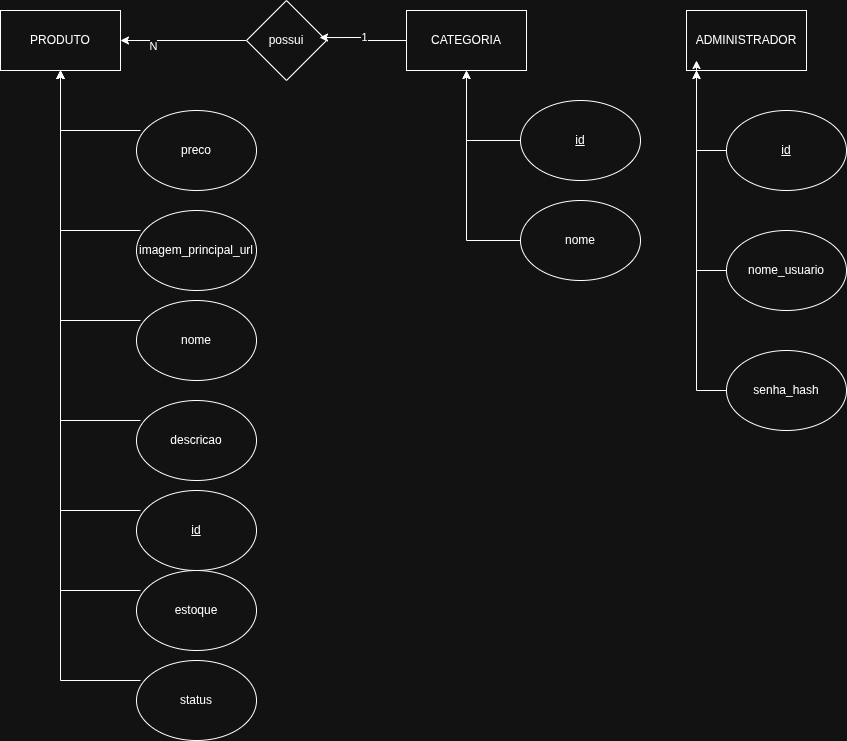 PRODUTO
N
possui
1
CATEGORIA
ADMINISTRADOR
preco
imagem_principal_url
nome
descricao
id
estoque
status
id
nome
id
nome_usuario
senha_hash